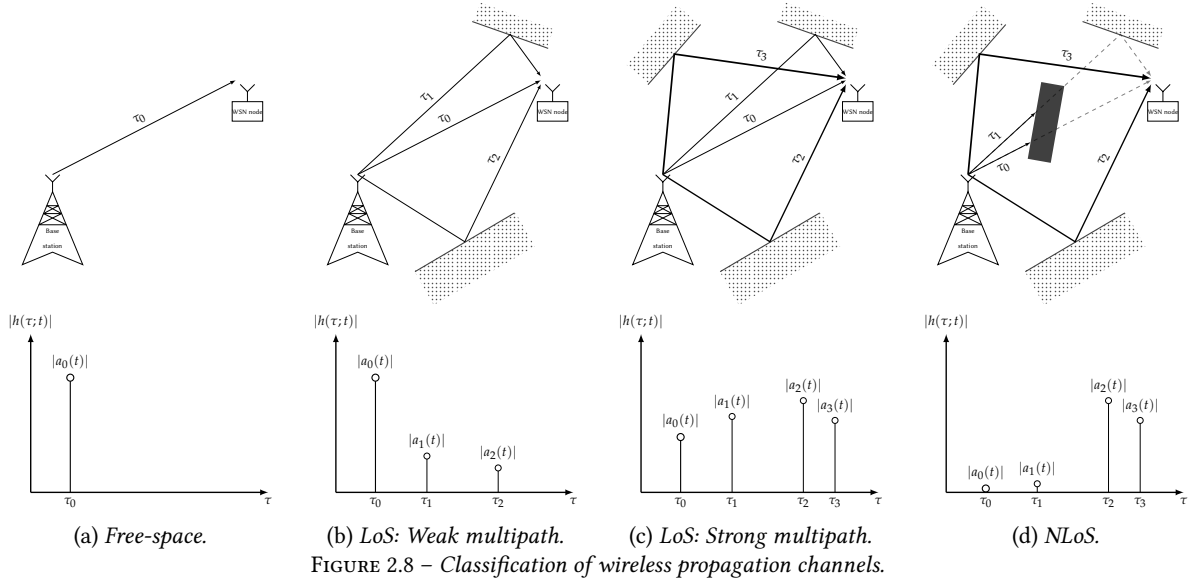 τ₀
WSN node
Base
station
|h(τ;t)|
|a₀(t)|
τ₀
τ
(a) Free-space.
τ₁
τ₀
τ₂
WSN node
Base
station
|h(τ;t)|
|a₀(t)|
|a₁(t)|
|a₂(t)|
τ₀
τ₁
τ₂
τ
(b) LoS: Weak multipath.
τ₃
τ₁
τ₀
τ₂
WSN node
Base
station
|h(τ;t)|
|a₀(t)|
|a₁(t)|
|a₂(t)|
|a₃(t)|
τ₀
τ₁
τ₂
τ₃
τ
(c) LoS: Strong multipath.
τ₃
τ₁
τ₀
τ₂
WSN node
Base
station
|h(τ;t)|
|a₀(t)|
|a₁(t)|
|a₂(t)|
|a₃(t)|
τ₀
τ₁
τ₂
τ₃
τ
(d) NLoS.
FIGURE 2.8 – Classification of wireless propagation channels.